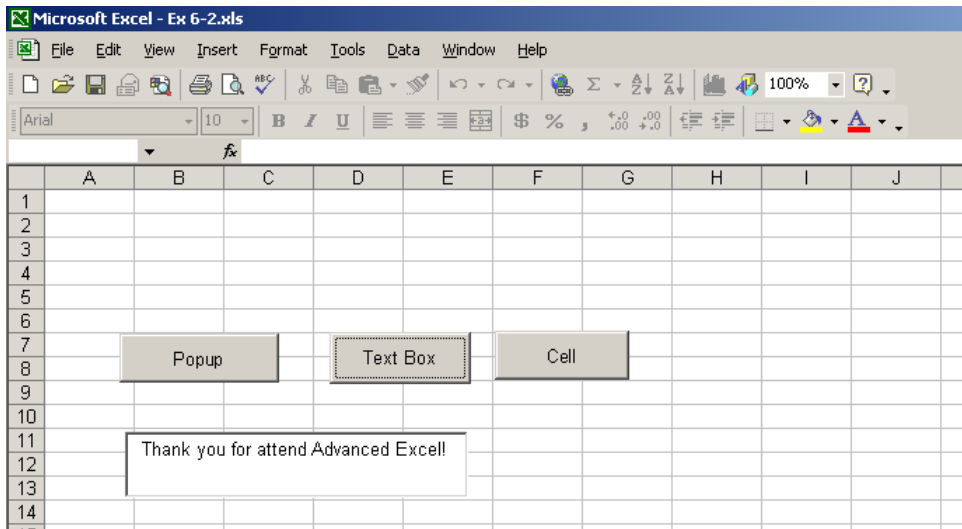 Microsoft Excel - Ex 6-2.xls
File Edit View Insert Format Tools Data Window Help
ABC 100%
Arial 10 B I U $ % ,
fx
A B C D E F G H I J
1
2
3
4
5
6
7
8
9
10
11
12
13
14
Popup Text Box Cell
Thank you for attend Advanced Excel!